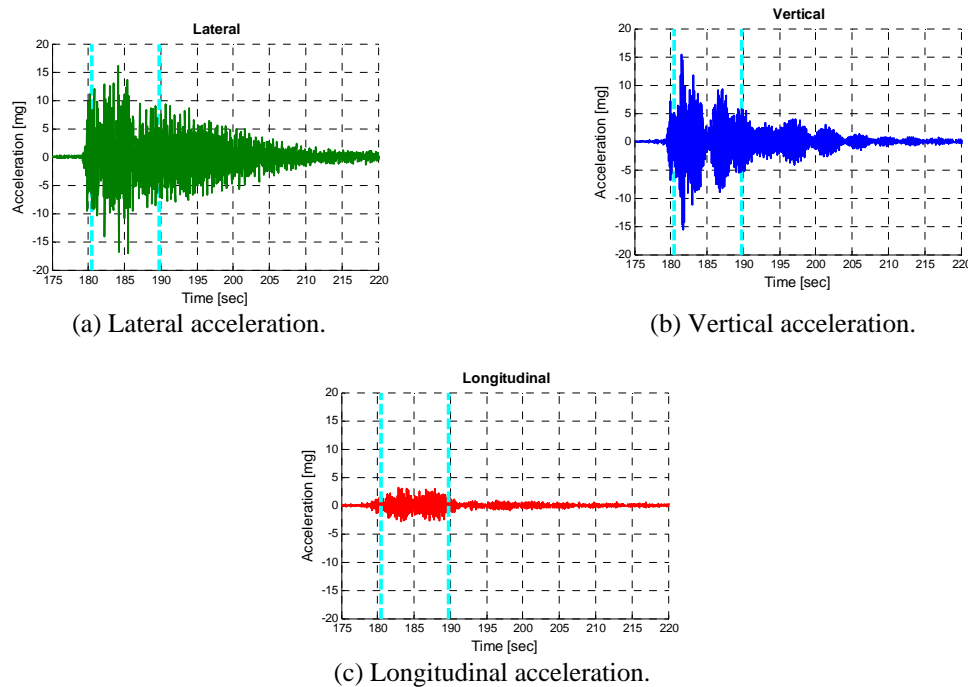 Lateral
20
15
10
5
0
-5
-10
-15
-20
Acceleration [mg]
175 180 185 190 195 200 205 210 215 220
Time [sec]
(a) Lateral acceleration.
Vertical
20
15
10
5
0
-5
-10
-15
-20
Acceleration [mg]
175 180 185 190 195 200 205 210 215 220
Time [sec]
(b) Vertical acceleration.
Longitudinal
20
15
10
5
0
-5
-10
-15
-20
Acceleration [mg]
175 180 185 190 195 200 205 210 215 220
Time [sec]
(c) Longitudinal acceleration.